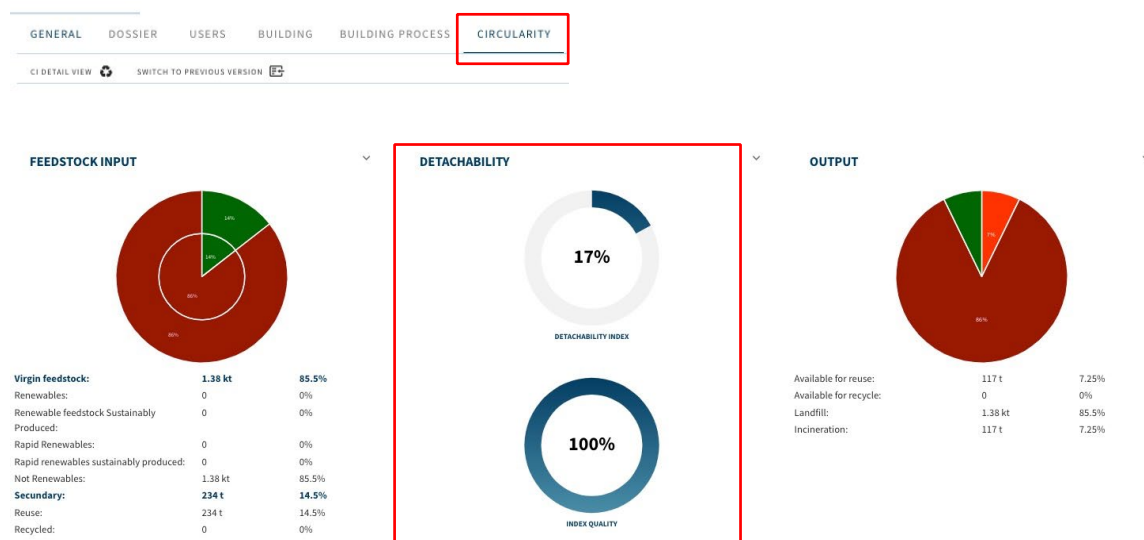 GENERAL DOSSIER USERS BUILDING BUILDING PROCESS CIRCULARITY
CI DETAIL VIEW SWITCH TO PREVIOUS VERSION
FEEDSTOCK INPUT
14%
14%
86%
86%
Virgin feedstock: 1.38 kt 85.5%
Renewables: 0 0%
Renewable feedstock Sustainably 0 0%
Produced:
Rapid Renewables: 0 0%
Rapid renewables sustainably produced: 0 0%
Not Renewables: 1.38 kt 85.5%
Secundary: 234 t 14.5%
Reuse: 234 t 14.5%
Recycled: 0 0%
DETACHABILITY
17%
DETACHABILITY INDEX
100%
INDEX QUALITY
OUTPUT
7%
86%
Available for reuse: 117 t 7.25%
Available for recycle: 0 0%
Landfill: 1.38 kt 85.5%
Incineration: 117 t 7.25%